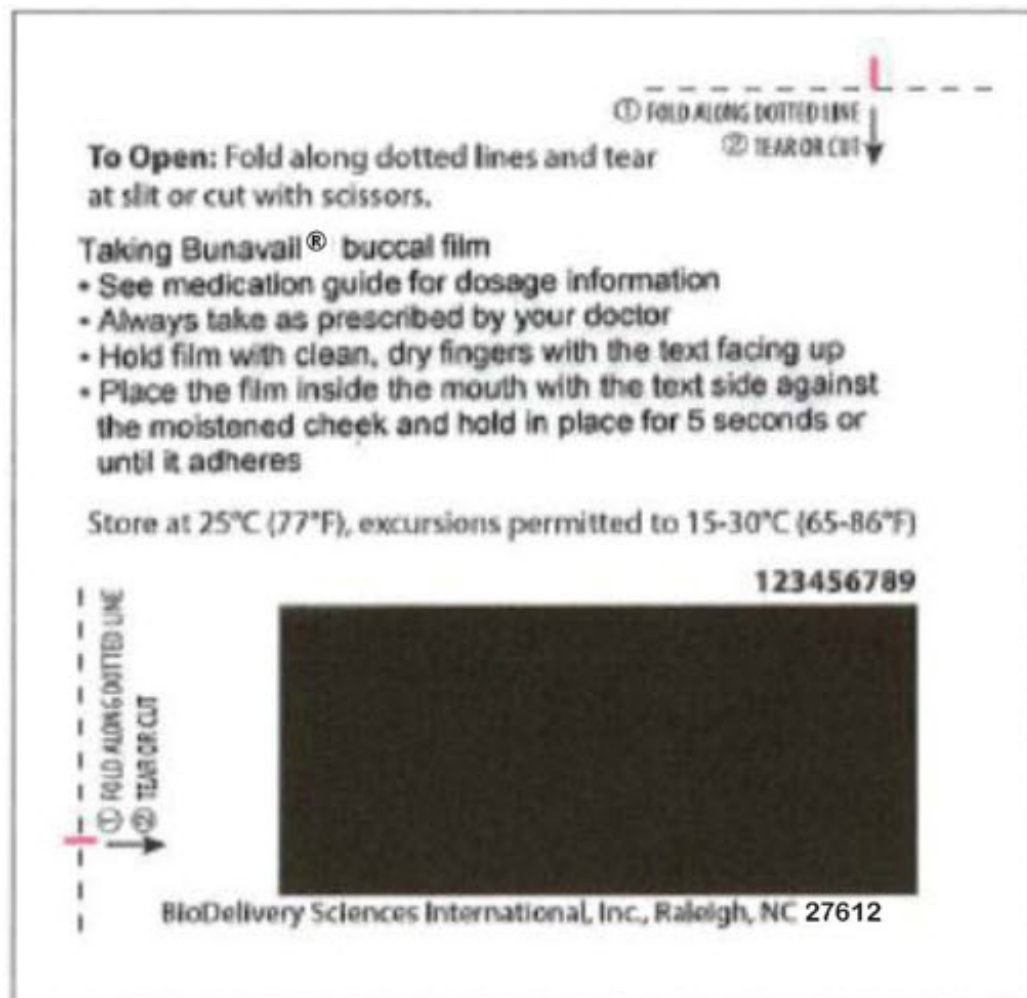 ① FOLD ALONG DOTTED LINE
② TEAR OR CUT
To Open: Fold along dotted lines and tear
at slit or cut with scissors.
Taking Bunavail® buccal film
• See medication guide for dosage information
• Always take as prescribed by your doctor
• Hold film with clean, dry fingers with the text facing up
• Place the film inside the mouth with the text side against
the moistened cheek and hold in place for 5 seconds or
until it adheres
Store at 25°C (77°F), excursions permitted to 15-30°C (65-86°F)
123456789
① FOLD ALONG DOTTED LINE
② TEAR OR CUT
BioDelivery Sciences International, Inc., Raleigh, NC 27612